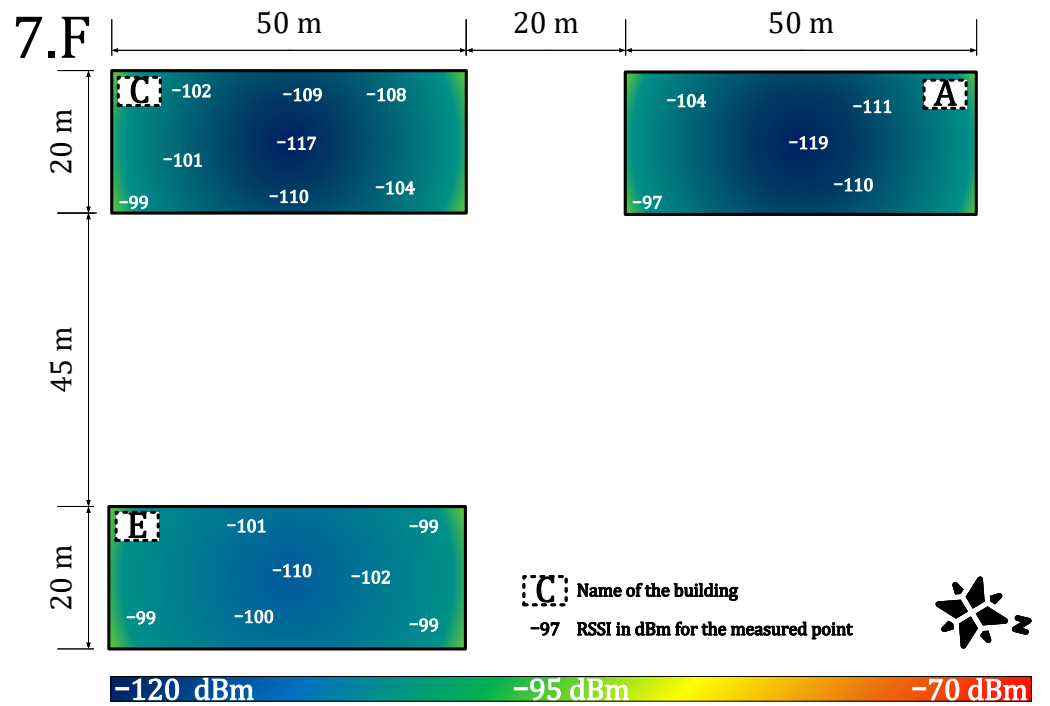 7.F
50 m 20 m 50 m
20 m
C −102 −109 −108
−117
−101
−104
−110
−99
A
−104 −111
−119
−110
−97
45 m
20 m
E −101 −99
−110 −102
−99 −100 −99
C Name of the building
−97 RSSI in dBm for the measured point
N
−120 dBm −95 dBm −70 dBm